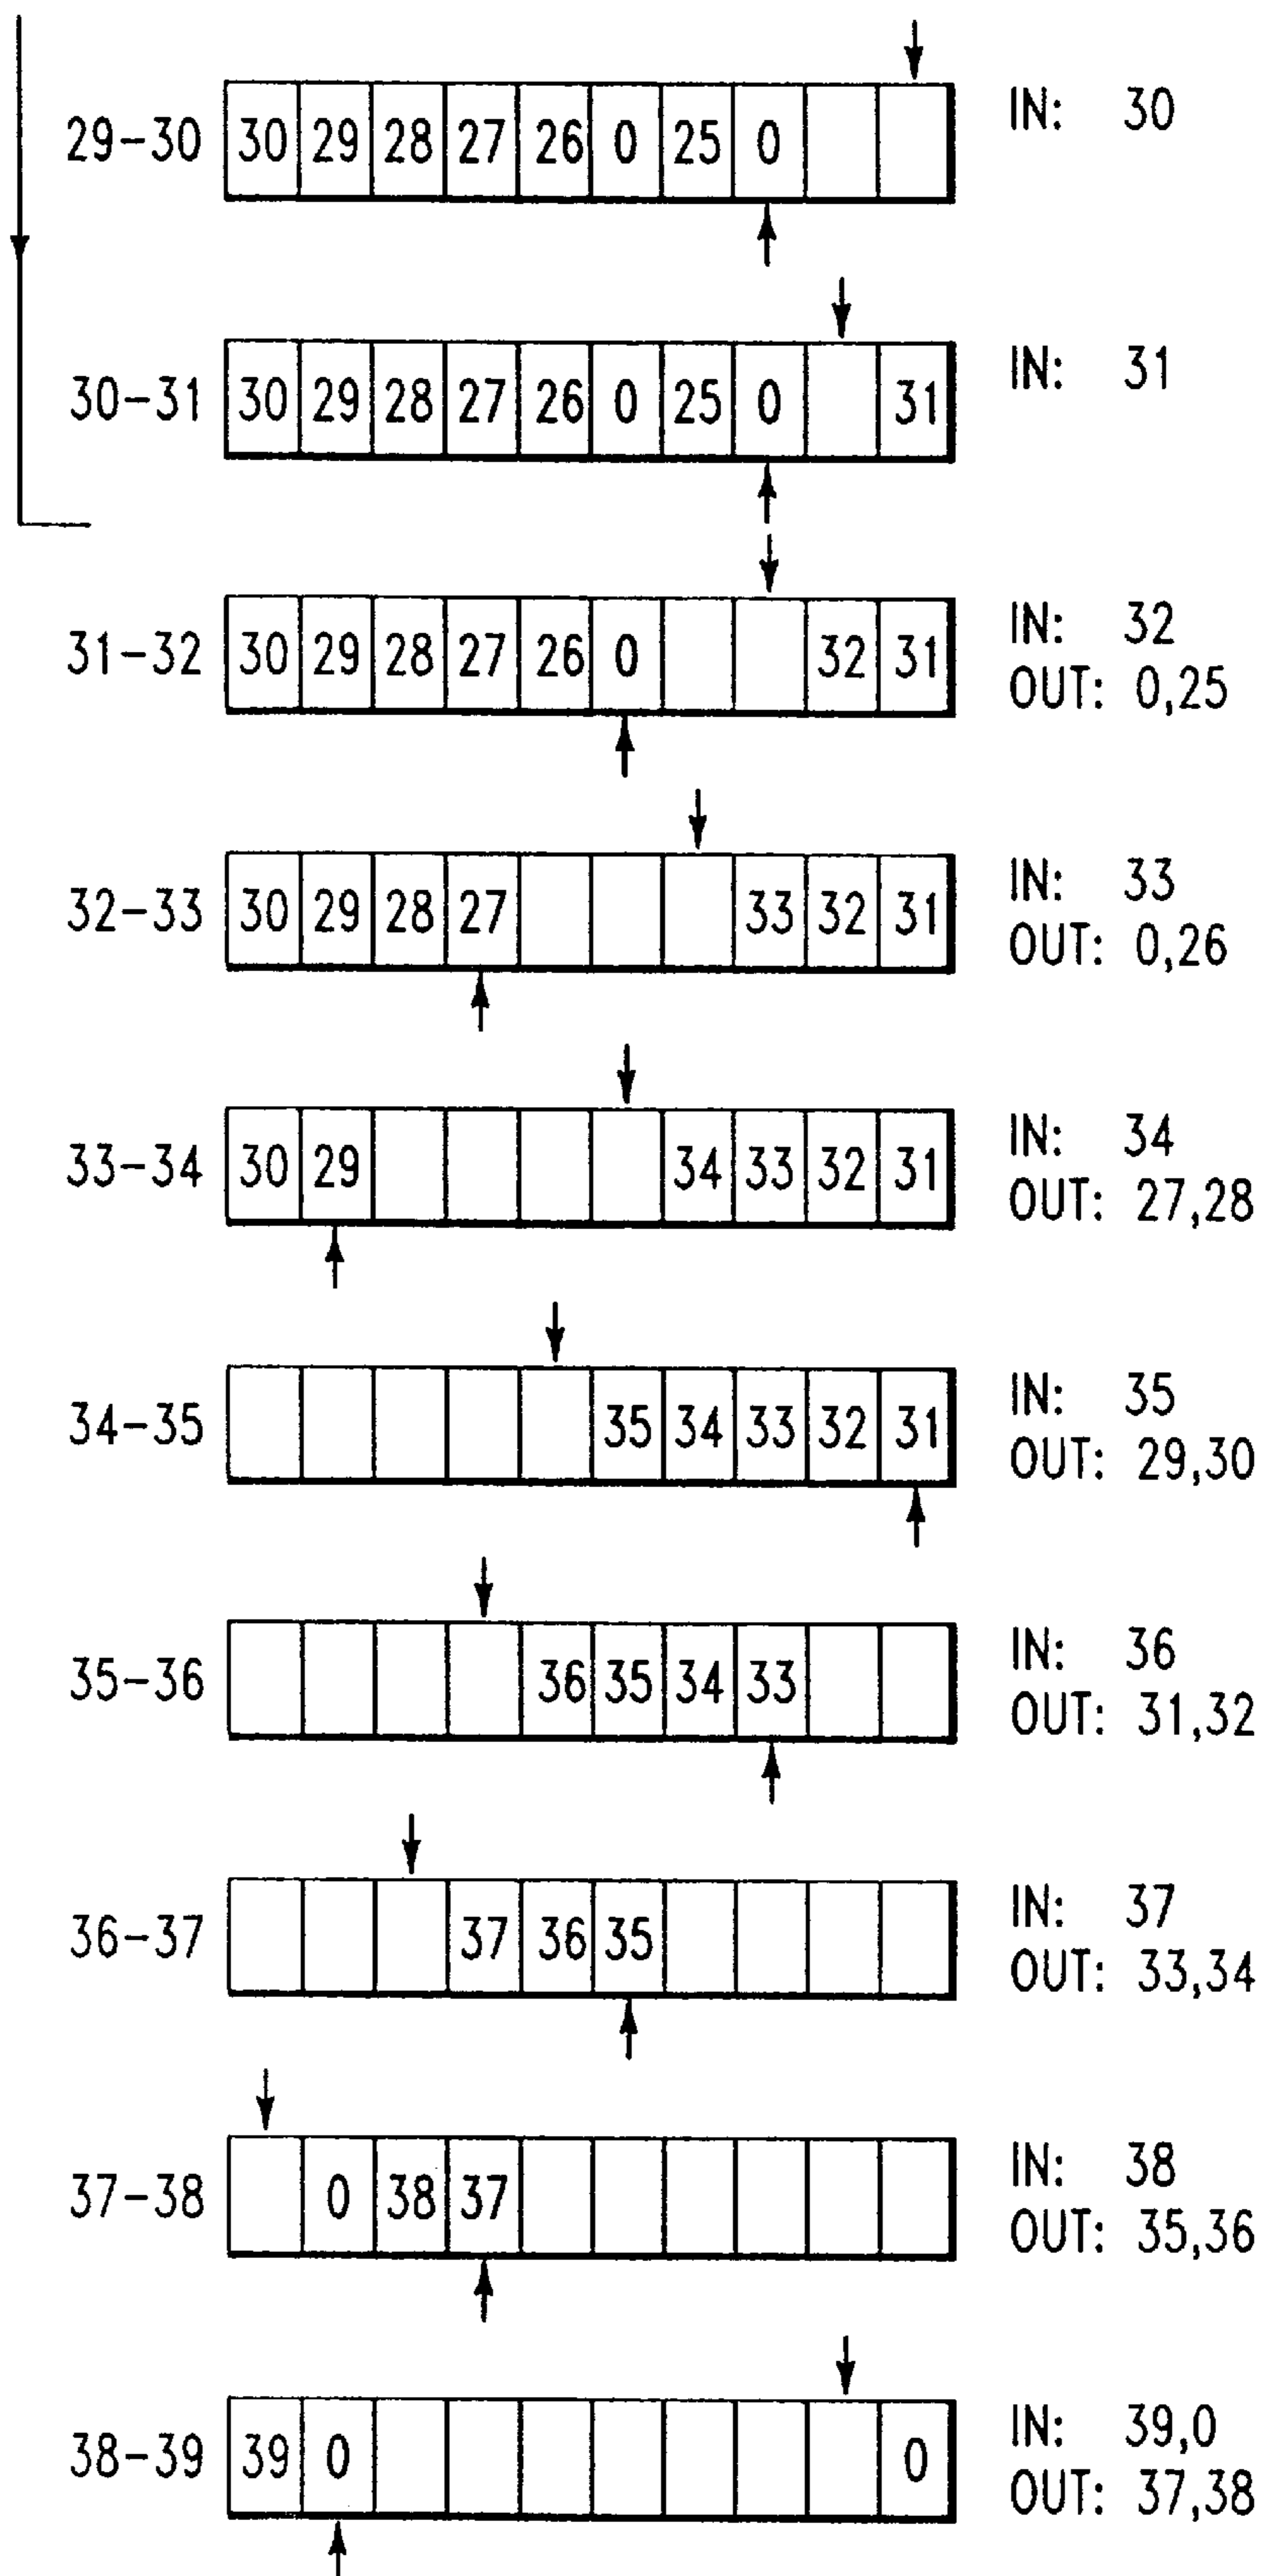 29-30 30 29 28 27 26 0 25 0 IN: 30
30-31 30 29 28 27 26 0 25 0 31 IN: 31
31-32 30 29 28 27 26 0 32 31 IN: 32
OUT: 0,25
32-33 30 29 28 27 33 32 31 IN: 33
OUT: 0,26
33-34 30 29 34 33 32 31 IN: 34
OUT: 27,28
34-35 35 34 33 32 31 IN: 35
OUT: 29,30
35-36 36 35 34 33 IN: 36
OUT: 31,32
36-37 37 36 35 IN: 37
OUT: 33,34
37-38 0 38 37 IN: 38
OUT: 35,36
38-39 39 0 0 IN: 39,0
OUT: 37,38